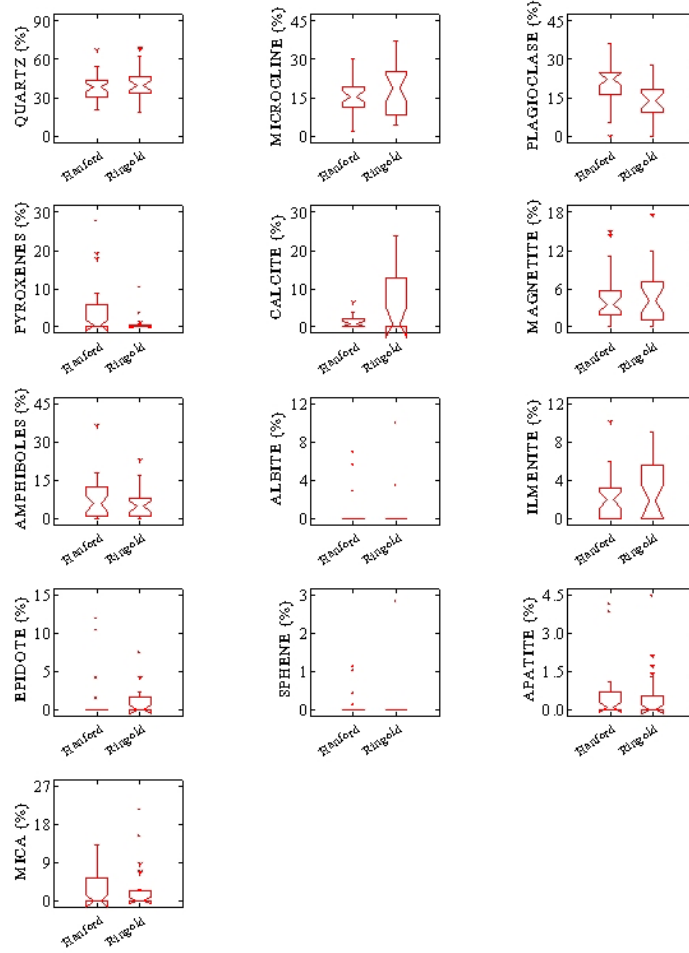 QUARTZ (%)
90
60
30
0
Hanford
Ringold
MICROCLINE (%)
45
30
15
0
Hanford
Ringold
PLAGIOCLASE (%)
45
30
15
0
Hanford
Ringold
PYROXENES (%)
30
20
10
0
Hanford
Ringold
CALCITE (%)
30
20
10
0
Hanford
Ringold
MAGNETITE (%)
18
12
6
0
Hanford
Ringold
AMPHIBOLES (%)
45
30
15
0
Hanford
Ringold
ALBITE (%)
12
8
4
0
Hanford
Ringold
ILMENITE (%)
12
8
4
0
Hanford
Ringold
EPIDOTE (%)
15
10
5
0
Hanford
Ringold
SPHENE (%)
3
2
1
0
Hanford
Ringold
APATITE (%)
4.5
3.0
1.5
0.0
Hanford
Ringold
MICA (%)
27
18
9
0
Hanford
Ringold